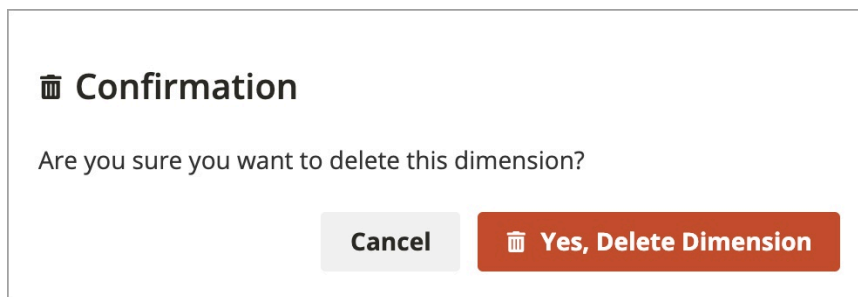 Confirmation
Are you sure you want to delete this dimension?
Cancel
Yes, Delete Dimension